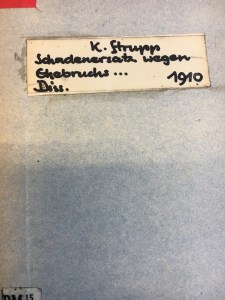 K. Strupp
Schadenersatz wegen
Ehebruchs ... 1910
Diss.